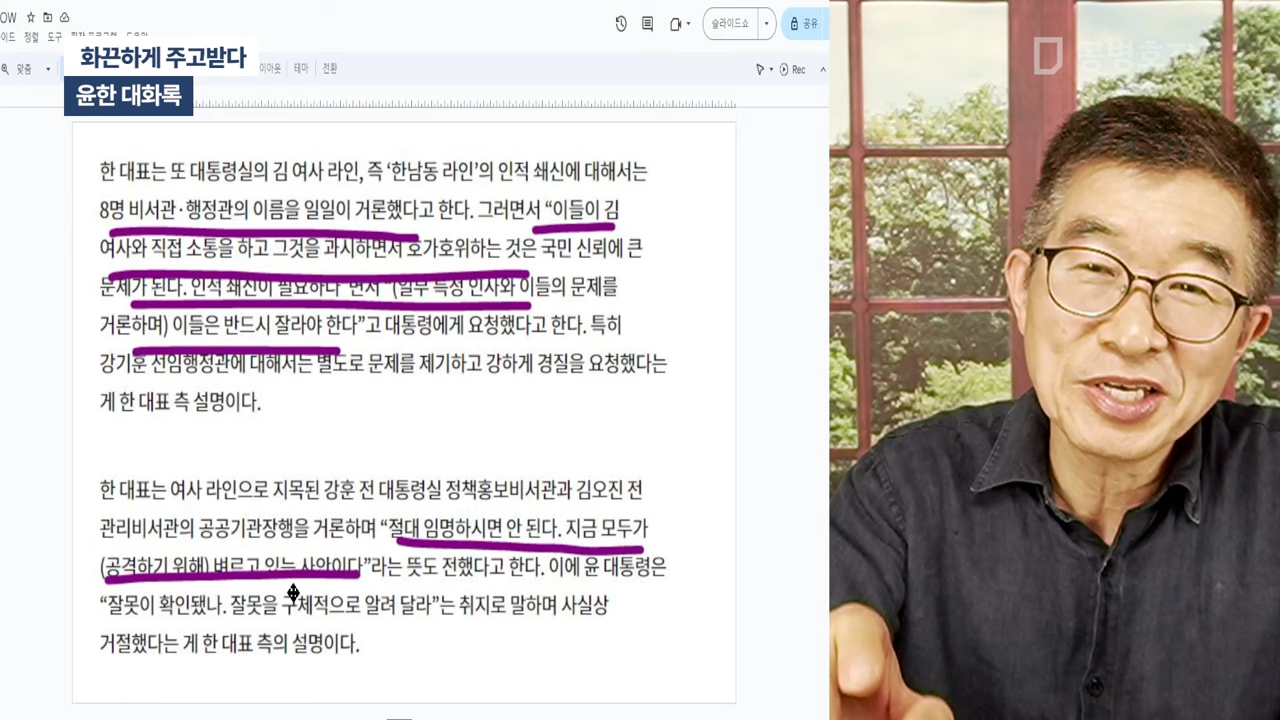 OW
슬라이드쇼
공유
이드 정렬 도구
화끈하게 주고받다
맞춤
이아웃 테마 전환
Rec
윤한 대화록
공병호TV
한 대표는 또 대통령실의 김 여사 라인, 즉 ‘한남동 라인’의 인적 쇄신에 대해서는
8명 비서관·행정관의 이름을 일일이 거론했다고 한다. 그러면서 “이들이 김
여사와 직접 소통을 하고 그것을 과시하면서 호가호위하는 것은 국민 신뢰에 큰
문제가 된다. 인적 쇄신이 필요하다”면서 “(일부 특정 인사와 이들의 문제를
거론하며) 이들은 반드시 잘라야 한다”고 대통령에게 요청했다고 한다. 특히
강기훈 선임행정관에 대해서는 별도로 문제를 제기하고 강하게 경질을 요청했다는
게 한 대표 측 설명이다.
한 대표는 여사 라인으로 지목된 강훈 전 대통령실 정책홍보비서관과 김오진 전
관리비서관의 공공기관장행을 거론하며 “절대 임명하시면 안 된다. 지금 모두가
(공격하기 위해) 벼르고 있는 사안이다”라는 뜻도 전했다고 한다. 이에 윤 대통령은
“잘못이 확인됐나. 잘못을 구체적으로 알려 달라”는 취지로 말하며 사실상
거절했다는 게 한 대표 측의 설명이다.